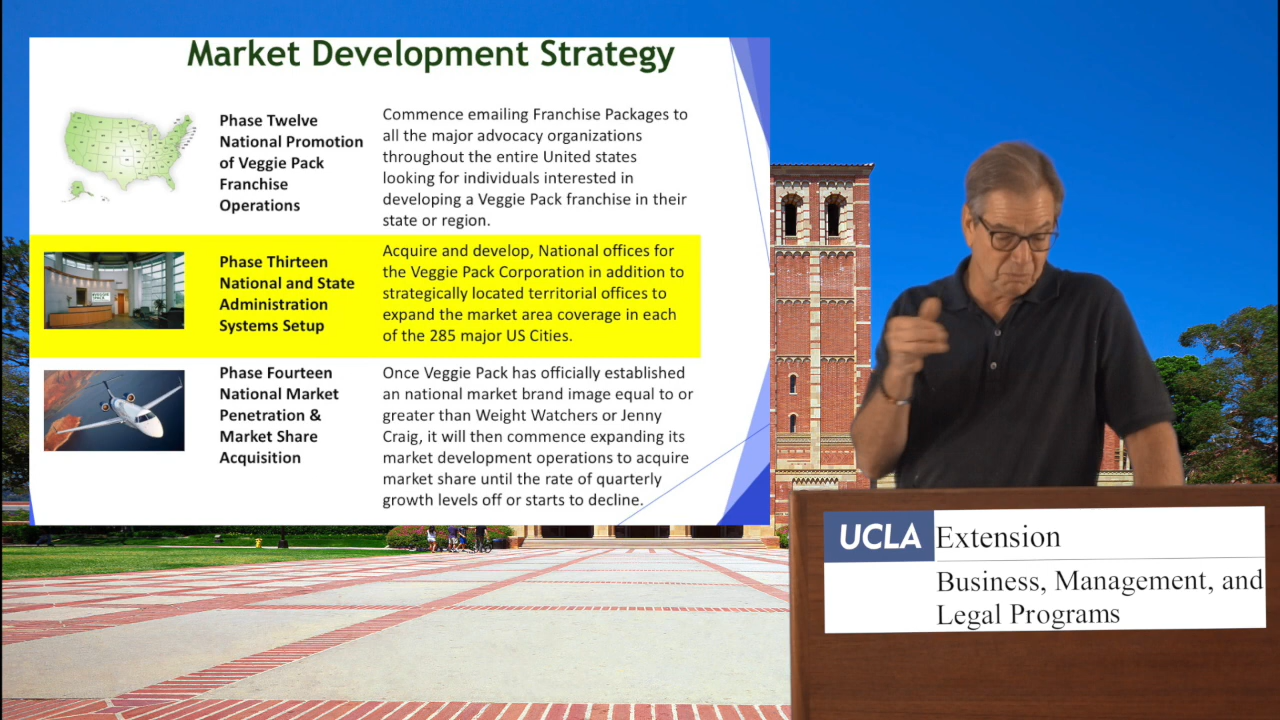 Market Development Strategy
Phase Twelve
National Promotion
of Veggie Pack
Franchise
Operations
Commence emailing Franchise Packages to
all the major advocacy organizations
throughout the entire United states
looking for individuals interested in
developing a Veggie Pack franchise in their
state or region.
Phase Thirteen
National and State
Administration
Systems Setup
Acquire and develop, National offices for
the Veggie Pack Corporation in addition to
strategically located territorial offices to
expand the market area coverage in each
of the 285 major US Cities.
Phase Fourteen
National Market
Penetration &
Market Share
Acquisition
Once Veggie Pack has officially established
an national market brand image equal to or
greater than Weight Watchers or Jenny
Craig, it will then commence expanding its
market development operations to acquire
market share until the rate of quarterly
growth levels off or starts to decline.
UCLA Extension
Business, Management, and
Legal Programs